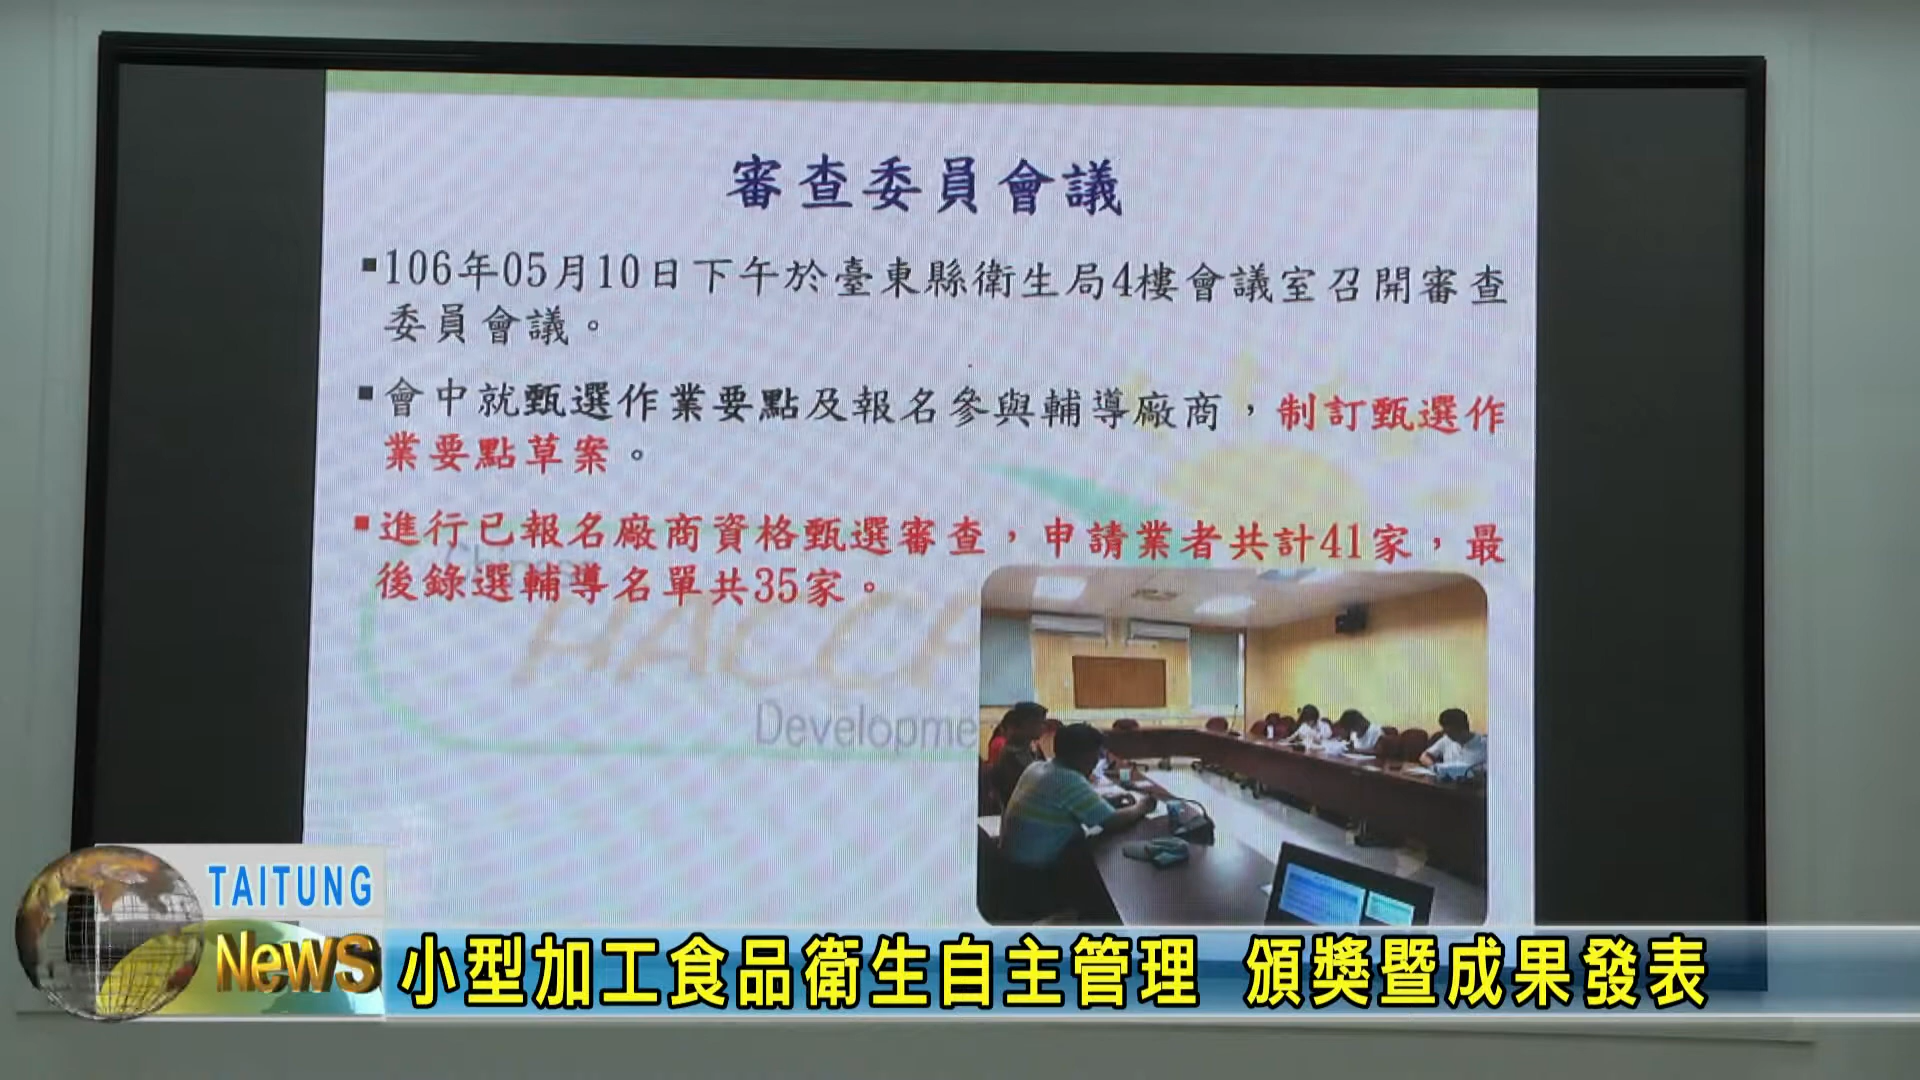 審查委員會議
▪106年05月10日下午於臺東縣衛生局4樓會議室召開審查
委員會議。
▪會中就甄選作業要點及報名參與輔導廠商，制訂甄選作
業要點草案。
▪進行已報名廠商資格甄選審查，申請業者共計41家，最
後錄選輔導名單共35家。
HACCP
Developme
TAITUNG
News
小型加工食品衛生自主管理 頒獎暨成果發表